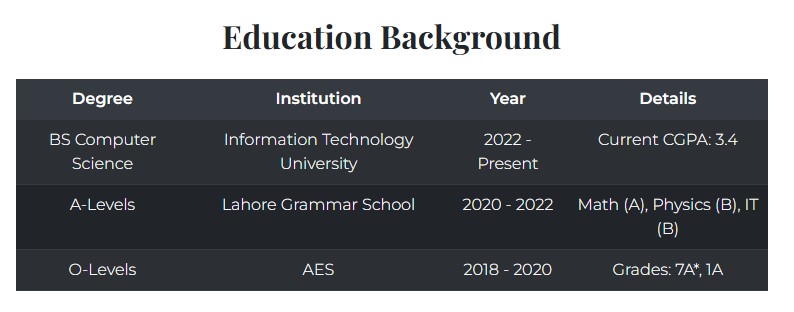 Education Background
Degree Institution Year Details
BS Computer Science Information Technology University 2022 - Present Current CGPA: 3.4
A-Levels Lahore Grammar School 2020 - 2022 Math (A), Physics (B), IT (B)
O-Levels AES 2018 - 2020 Grades: 7A*, 1A